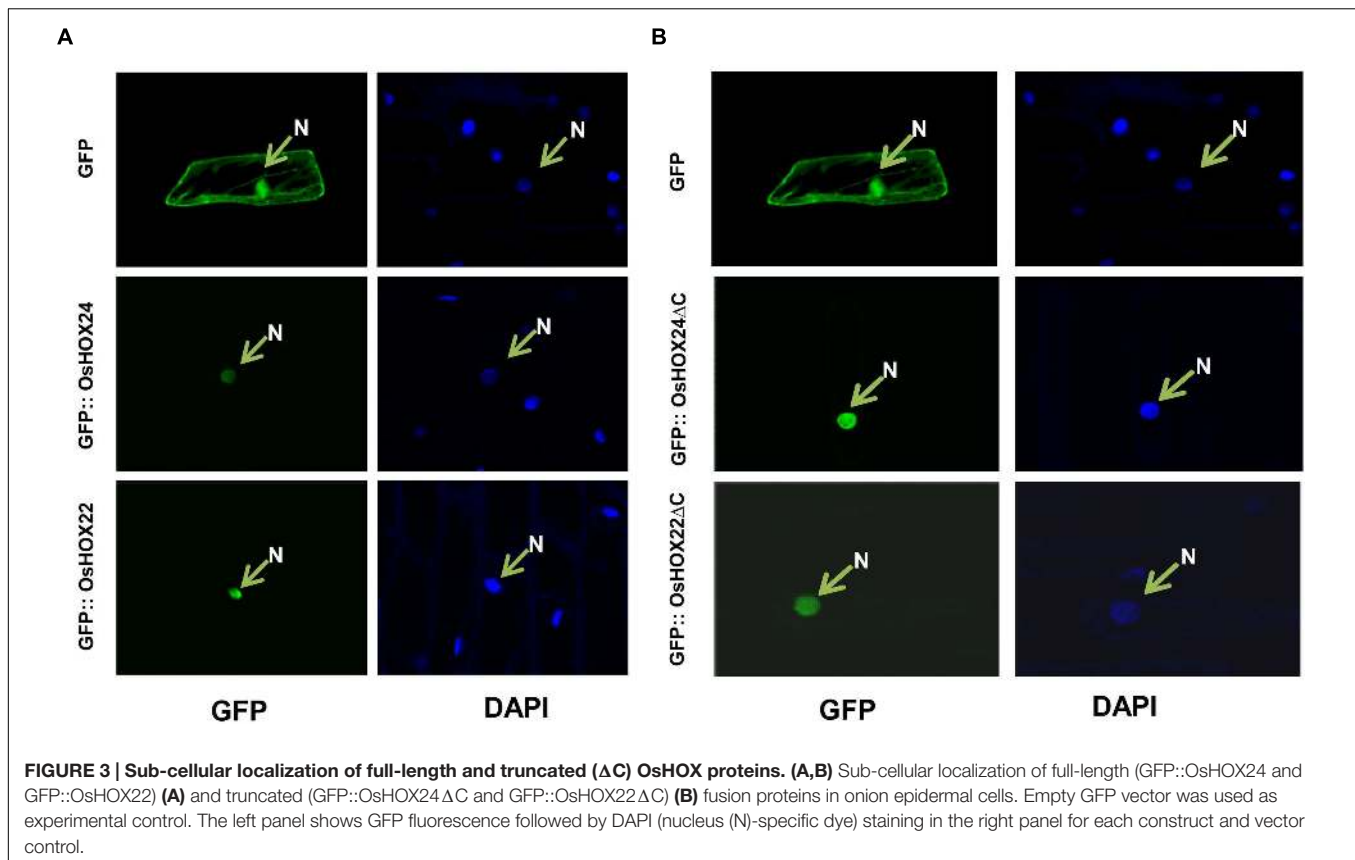 A
B
GFP
N
N
GFP
N
N
GFP:: OsHOX24
N
N
GFP:: OsHOX24ΔC
N
N
GFP:: OsHOX22
N
N
GFP:: OsHOX22ΔC
N
N
GFP
DAPI
GFP
DAPI
FIGURE 3 | Sub-cellular localization of full-length and truncated (ΔC) OsHOX proteins. (A,B) Sub-cellular localization of full-length (GFP::OsHOX24 and
GFP::OsHOX22) (A) and truncated (GFP::OsHOX24ΔC and GFP::OsHOX22ΔC) (B) fusion proteins in onion epidermal cells. Empty GFP vector was used as
experimental control. The left panel shows GFP fluorescence followed by DAPI (nucleus (N)-specific dye) staining in the right panel for each construct and vector
control.